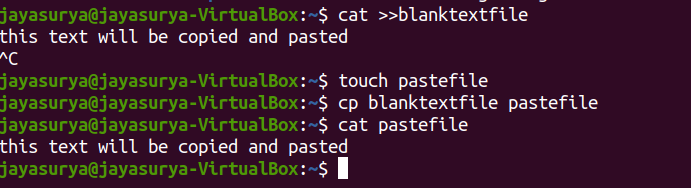 jayasurya@jayasurya-VirtualBox:~$ cat >>blanktextfile
this text will be copied and pasted
^C
jayasurya@jayasurya-VirtualBox:~$ touch pastefile
jayasurya@jayasurya-VirtualBox:~$ cp blanktextfile pastefile
jayasurya@jayasurya-VirtualBox:~$ cat pastefile
this text will be copied and pasted
jayasurya@jayasurya-VirtualBox:~$